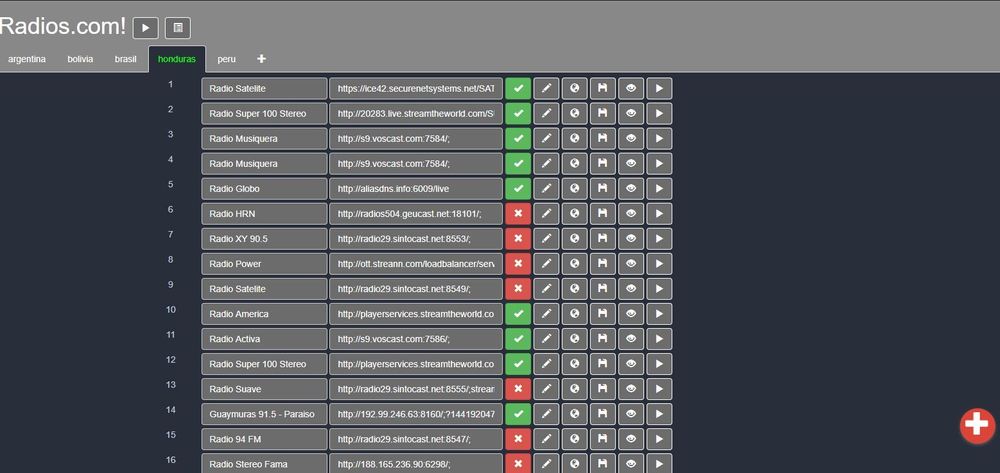 Radios.com!
argentina bolivia brasil honduras peru
1 Radio Satelite https://ice42.securenetsystems.net/SAT
2 Radio Super 100 Stereo http://20283.live.streamtheworld.com/S
3 Radio Musiquera http://s9.voscast.com:7584/;
4 Radio Musiquera http://s9.voscast.com:7584/;
5 Radio Globo http://aliasdns.info:6009/live
6 Radio HRN http://radios504.geucast.net:18101/;
7 Radio XY 90.5 http://radio29.sintocast.net:8553/;
8 Radio Power http://ott.streann.com/loadbalancer/serv
9 Radio Satelite http://radio29.sintocast.net:8549/;
10 Radio America http://playerservices.streamtheworld.co
11 Radio Activa http://s9.voscast.com:7586/;
12 Radio Super 100 Stereo http://playerservices.streamtheworld.co
13 Radio Suave http://radio29.sintocast.net:8555/;strean
14 Guaymuras 91.5 - Paraiso http://192.99.246.63:8160/;?144192047
15 Radio 94 FM http://radio29.sintocast.net:8547/;
16 Radio Stereo Fama http://188.165.236.90:6298/;